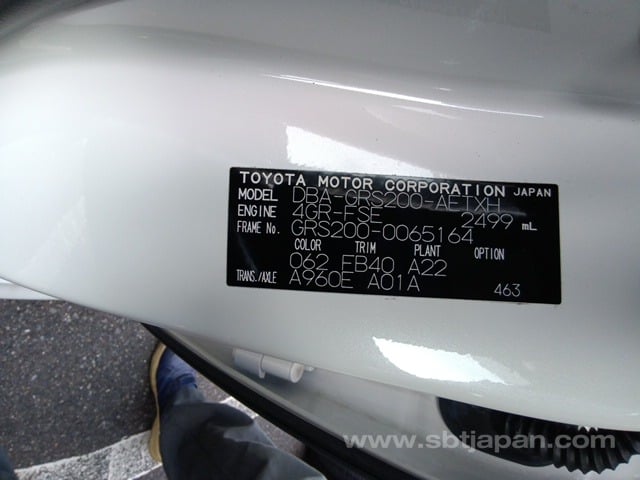 TOYOTA MOTOR CORPORATION JAPAN
MODEL DBA-GRS200-AETXH
ENGINE 4GR-FSE 2499 mL
FRAME No. GRS200-0065164
COLOR TRIM PLANT OPTION
062 FB40 A22
TRANS./AXLE A960E A01A 463
www.sbtjapan.com